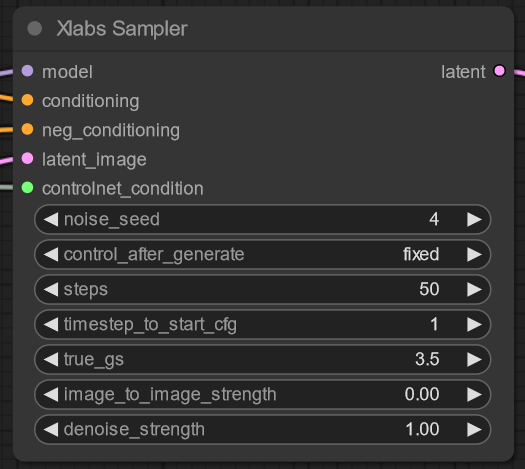 Xlabs Sampler
model latent
conditioning
neg_conditioning
latent_image
controlnet_condition
noise_seed 4
control_after_generate fixed
steps 50
timestep_to_start_cfg 1
true_gs 3.5
image_to_image_strength 0.00
denoise_strength 1.00